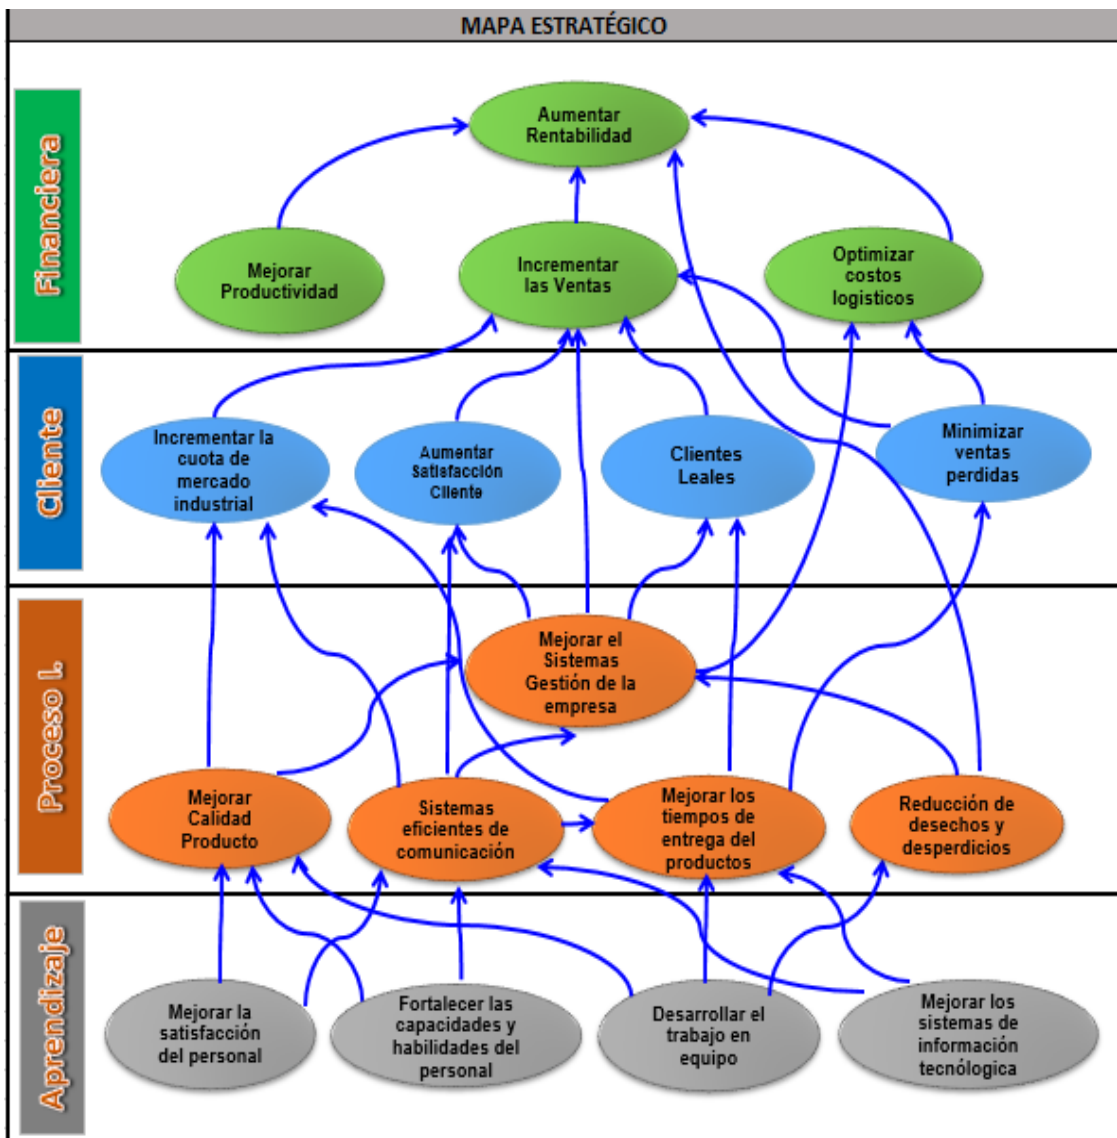 MAPA ESTRATÉGICO
Financiera
Aumentar
Rentabilidad
Mejorar
Productividad
Incrementar
las Ventas
Optimizar
costos
logisticos
Cliente
Incrementar la
cuota de
mercado
industrial
Aumentar
Satisfacción
Cliente
Clientes
Leales
Minimizar
ventas
perdidas
Proceso I.
Mejorar el
Sistemas
Gestión de la
empresa
Mejorar
Calidad
Producto
Sistemas
eficientes de
comunicación
Mejorar los
tiempos de
entrega del
productos
Reducción de
desechos y
desperdicios
Aprendizaje
Mejorar la
satisfacción
del personal
Fortalecer las
capacidades y
habilidades del
personal
Desarrollar el
trabajo en
equipo
Mejorar los
sistemas de
información
tecnólogica